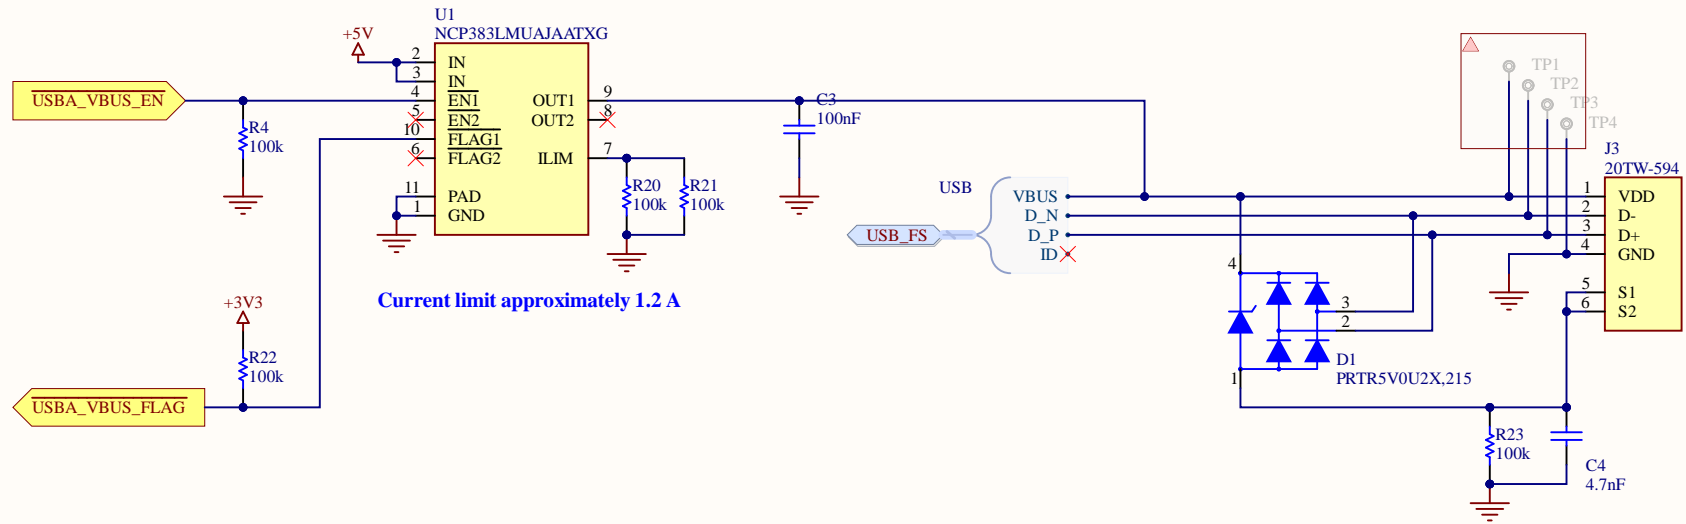 U1
NCP383LMUAJAATXG
+5V
USBA_VBUS_EN
R4
100k
2 IN
3 IN
4 EN1
5 EN2
10 FLAG1
6 FLAG2
11 PAD
1 GND
OUT1 9
OUT2 8
ILIM 7
R20
100k
R21
100k
C3
100nF
Current limit approximately 1.2 A
+3V3
R22
100k
USBA_VBUS_FLAG
USB
USB_FS
VBUS
D_N
D_P
ID
TP1
TP2
TP3
TP4
J3
20TW-594
1 VDD
2 D-
3 D+
4 GND
5 S1
6 S2
4
3
2
1
D1
PRTR5V0U2X,215
R23
100k
C4
4.7nF